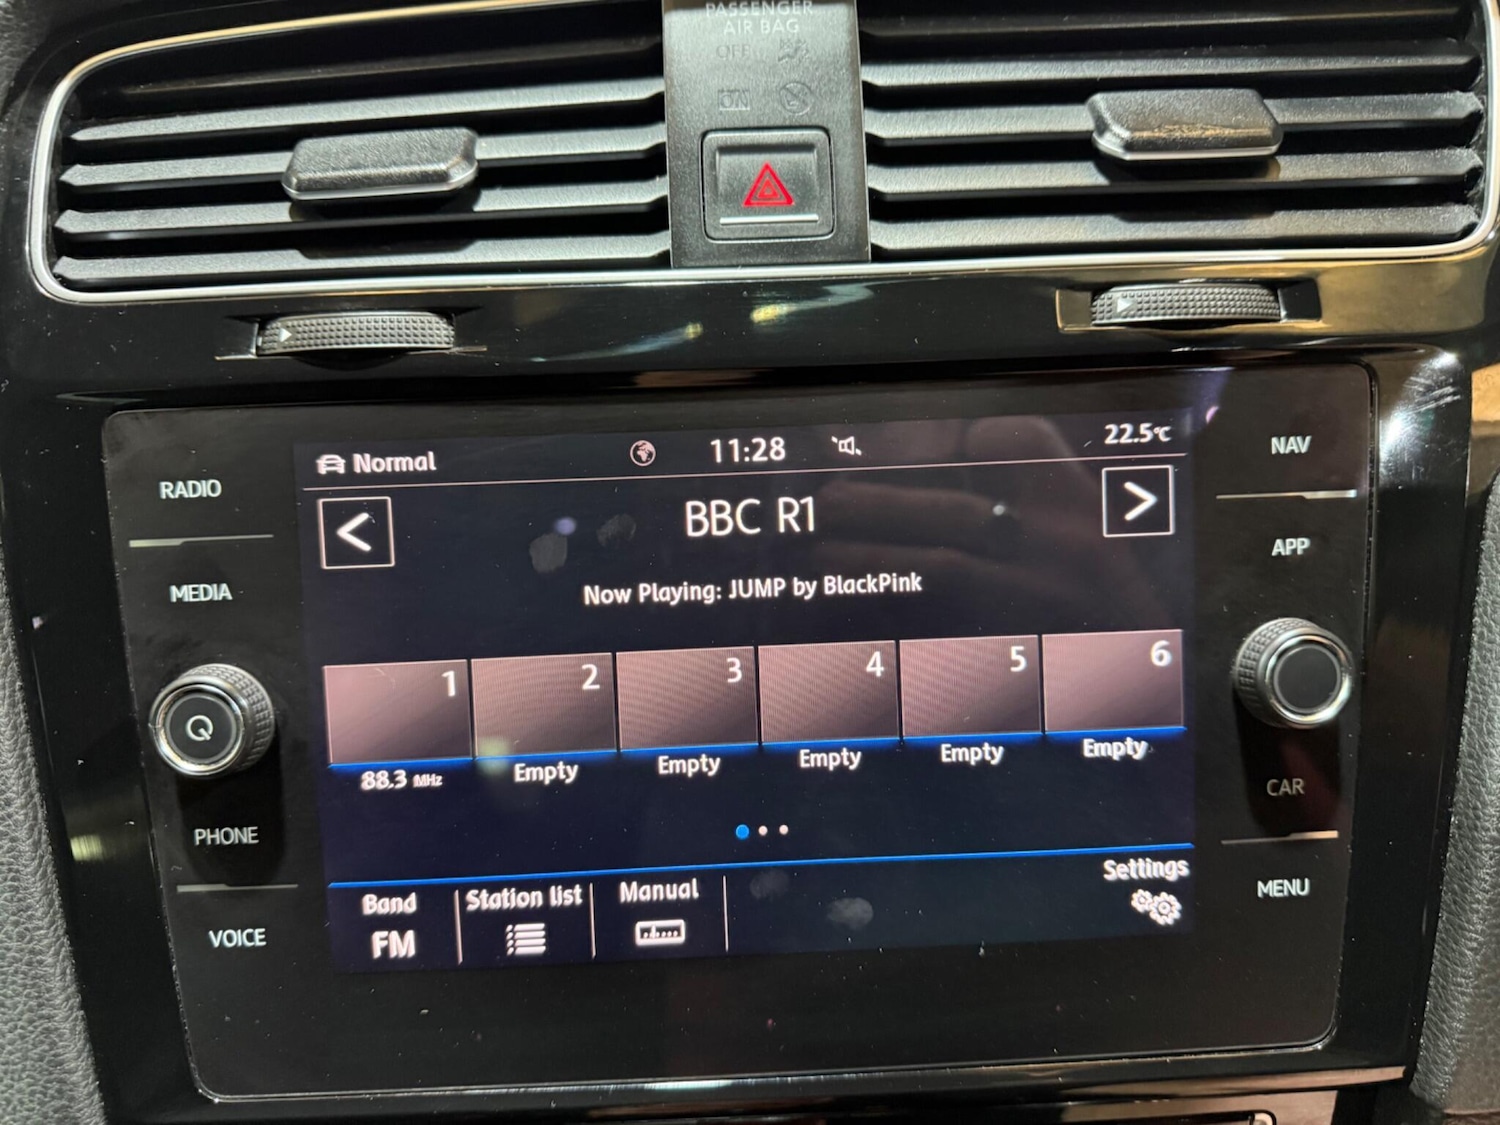 PASSENGER
AIR BAG
OFF
ON
Normal
11:28
22.5°C
RADIO
MEDIA
PHONE
VOICE
<
BBC R1
>
Now Playing: JUMP by BlackPink
1
2
3
4
5
6
88.3 MHz
Empty
Empty
Empty
Empty
Empty
Band
FM
Station list
Manual
Settings
NAV
APP
CAR
MENU